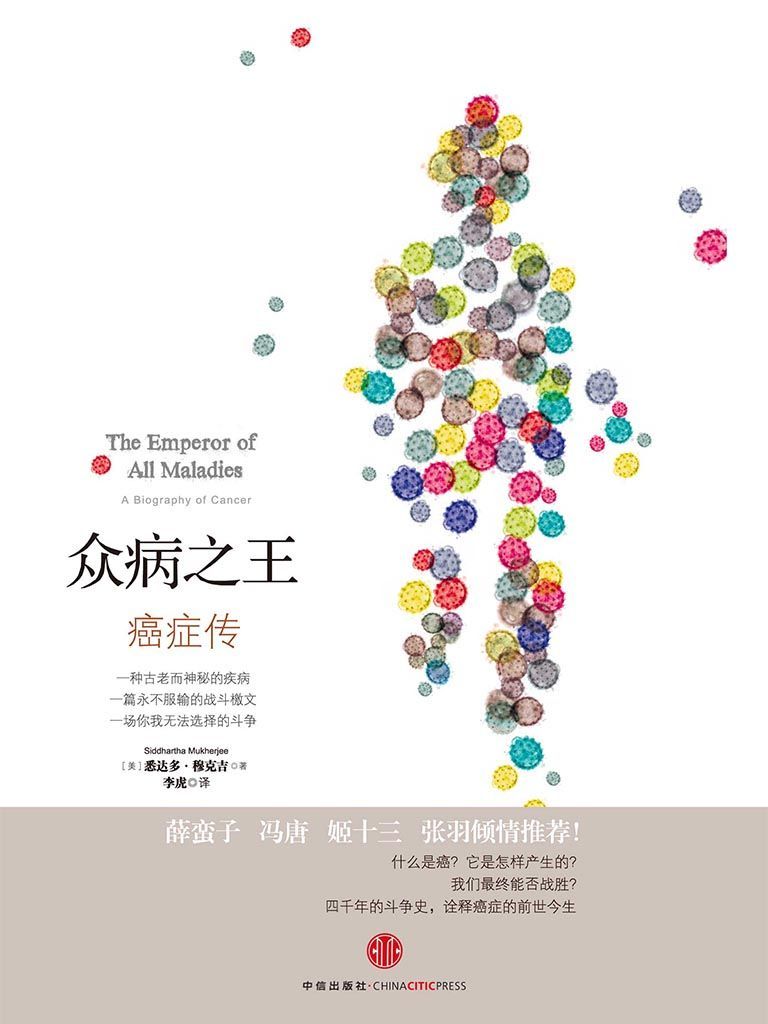 The Emperor of
All Maladies
A Biography of Cancer
众病之王
癌症传
一种古老而神秘的疾病
一篇永不服输的战斗檄文
一场你我无法选择的斗争
Siddhartha Mukherjee
[美]悉达多·穆克吉◎著
李虎◎译
薛蛮子 冯唐 姬十三 张羽倾情推荐!
什么是癌?它是怎样产生的?
我们最终能否战胜?
四千年的斗争史，诠释癌症的前世今生
中信出版社·CHINACITICPRESS